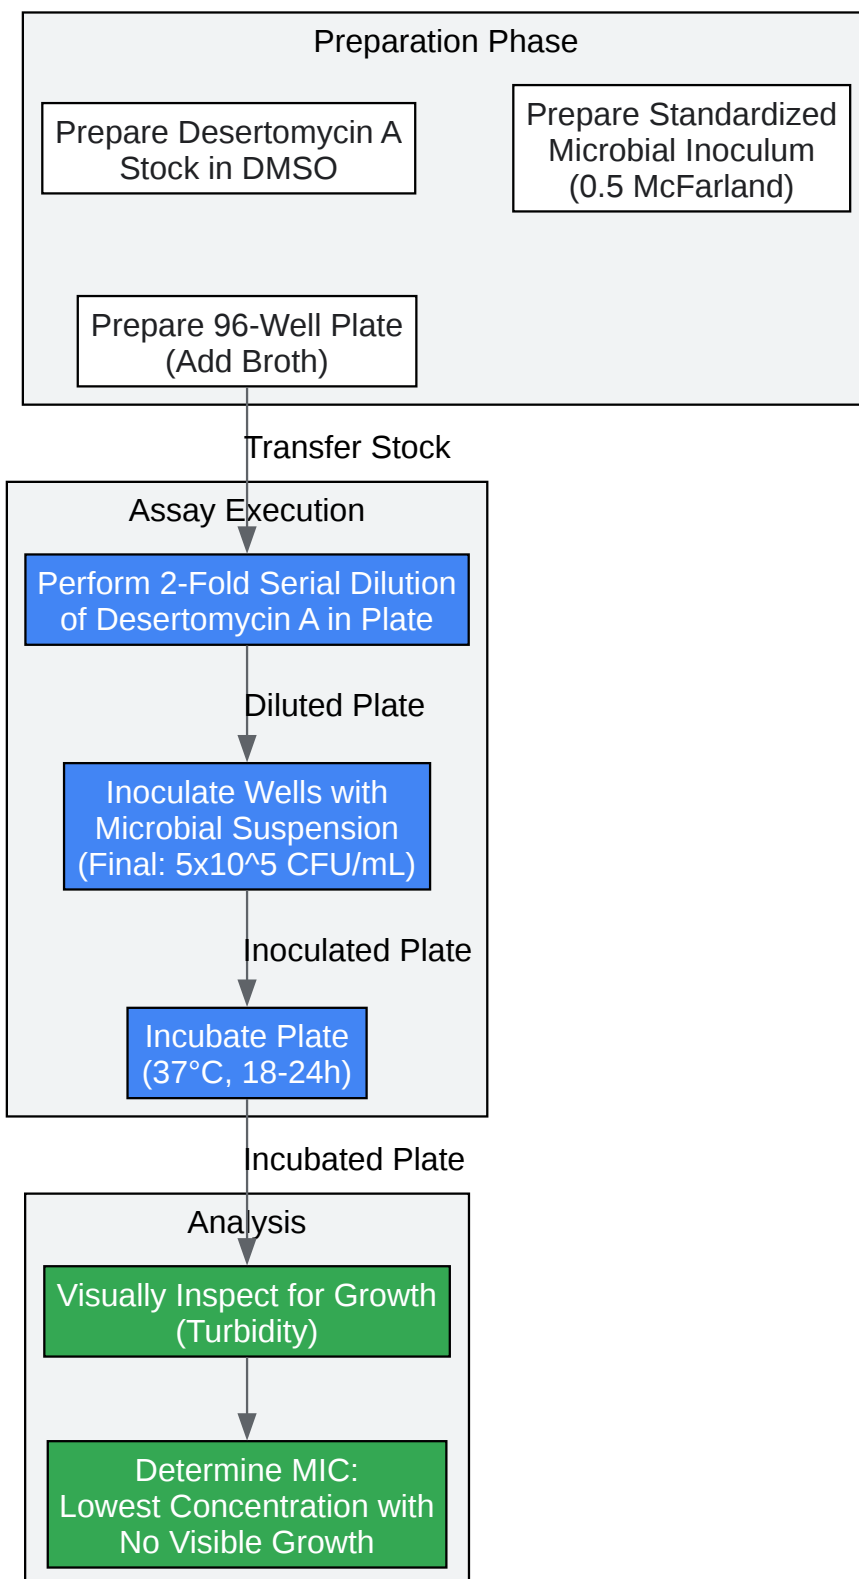 Preparation Phase
Prepare Desertomycin A
Stock in DMSO
Prepare Standardized
Microbial Inoculum
(0.5 McFarland)
Prepare 96-Well Plate
(Add Broth)
Transfer Stock
Assay Execution
Perform 2-Fold Serial Dilution
of Desertomycin A in Plate
Diluted Plate
Inoculate Wells with
Microbial Suspension
(Final: 5x10^5 CFU/mL)
Inoculated Plate
Incubate Plate
(37°C, 18-24h)
Incubated Plate
Analysis
Visually Inspect for Growth
(Turbidity)
Determine MIC:
Lowest Concentration with
No Visible Growth